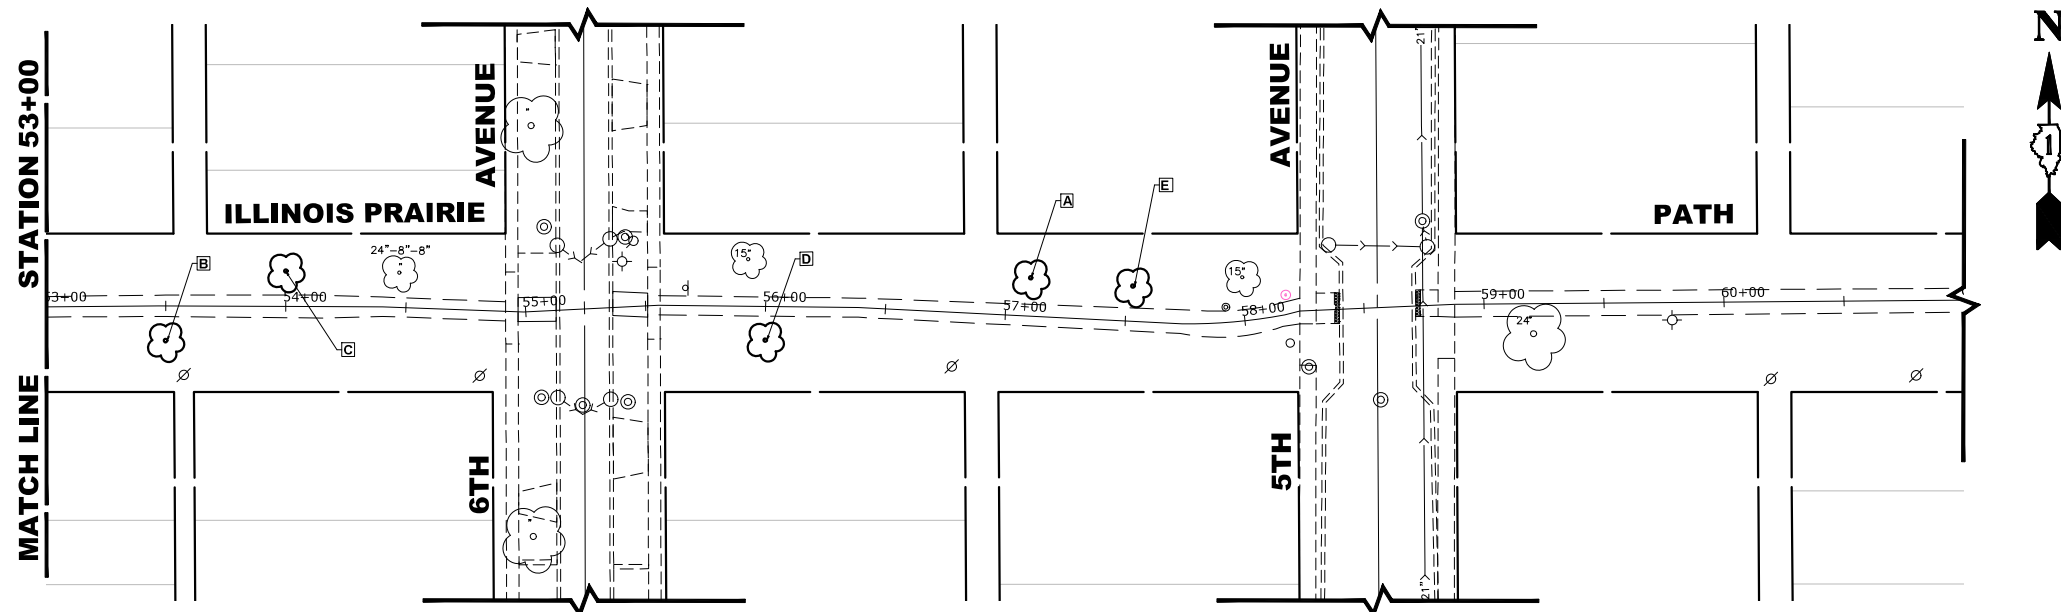 N
1
STATION 53+00
MATCH LINE
AVENUE
AVENUE
21"
ILLINOIS PRAIRIE
PATH
A
E
B
C
D
24"-8"-8"
15"
15"
53+00
54+00
55+00
56+00
57+00
58+00
59+00
60+00
24"
6TH
5TH
21"